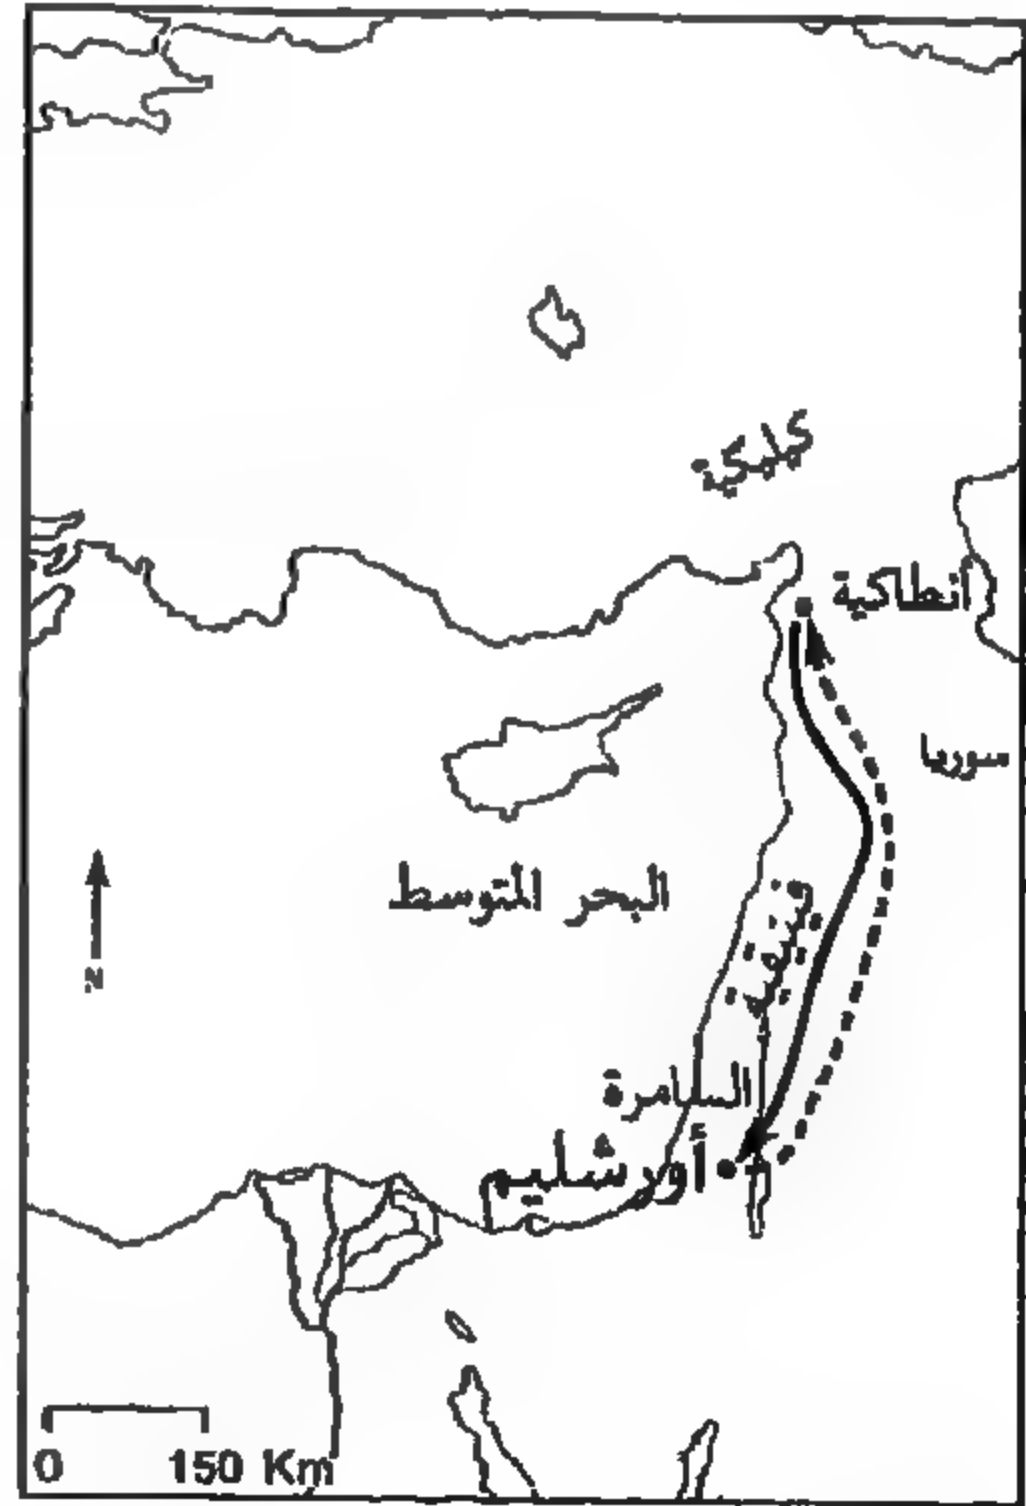 كيليكية
أنطاكية
سوريا
البحر المتوسط
فينيقية
السامرة
أورشليم
N
0 150 Km